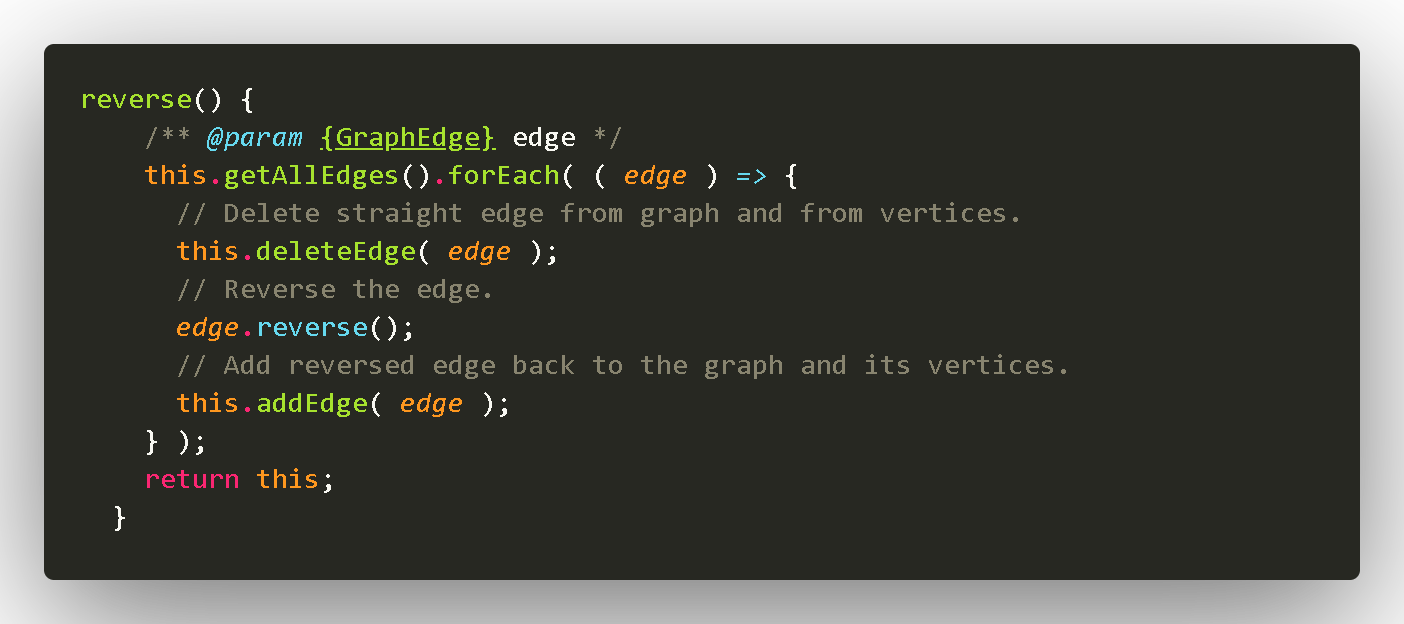 reverse() {
    /** @param {GraphEdge} edge */
    this.getAllEdges().forEach( ( edge ) => {
      // Delete straight edge from graph and from vertices.
      this.deleteEdge( edge );
      // Reverse the edge.
      edge.reverse();
      // Add reversed edge back to the graph and its vertices.
      this.addEdge( edge );
    } );
    return this;
  }